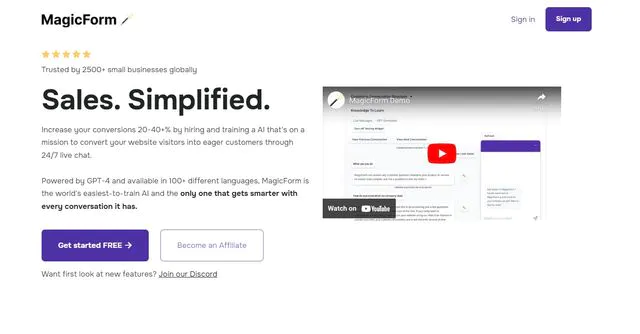 MagicForm
Sign in
Sign up
Trusted by 2500+ small businesses globally
Sales. Simplified.
Increase your conversions 20-40+% by hiring and training a AI that's on a
mission to convert your website visitors into eager customers through
24/7 live chat.
Powered by GPT-4 and available in 100+ different languages, MagicForm is
the world's easiest-to-train AI and the only one that gets smarter with
every conversation it has.
Get started FREE →
Become an Affiliate
Want first look at new features? Join our Discord
MagicForm Demo
Watch on YouTube